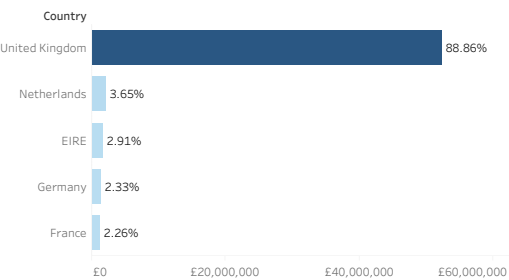 Country
United Kingdom 88.86%
Netherlands 3.65%
EIRE 2.91%
Germany 2.33%
France 2.26%
£0 £20,000,000 £40,000,000 £60,000,000